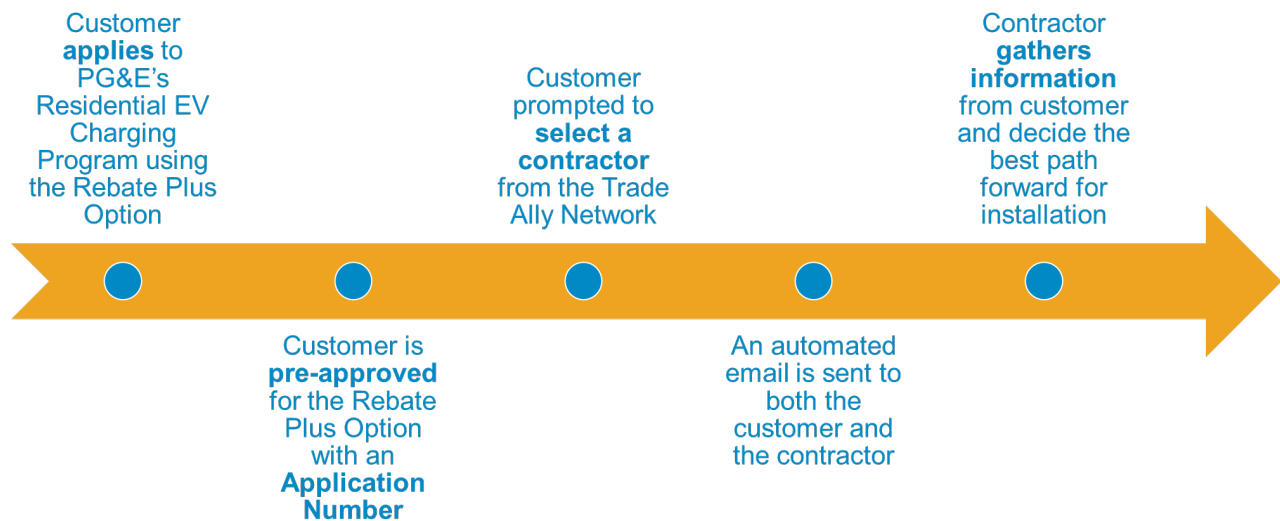 Customer
applies to
PG&E's
Residential EV
Charging
Program using
the Rebate Plus
Option
Customer is
pre-approved
for the Rebate
Plus Option
with an
Application
Number
Customer
prompted to
select a
contractor
from the Trade
Ally Network
An automated
email is sent to
both the
customer and
the contractor
Contractor
gathers
information
from customer
and decide the
best path
forward for
installation